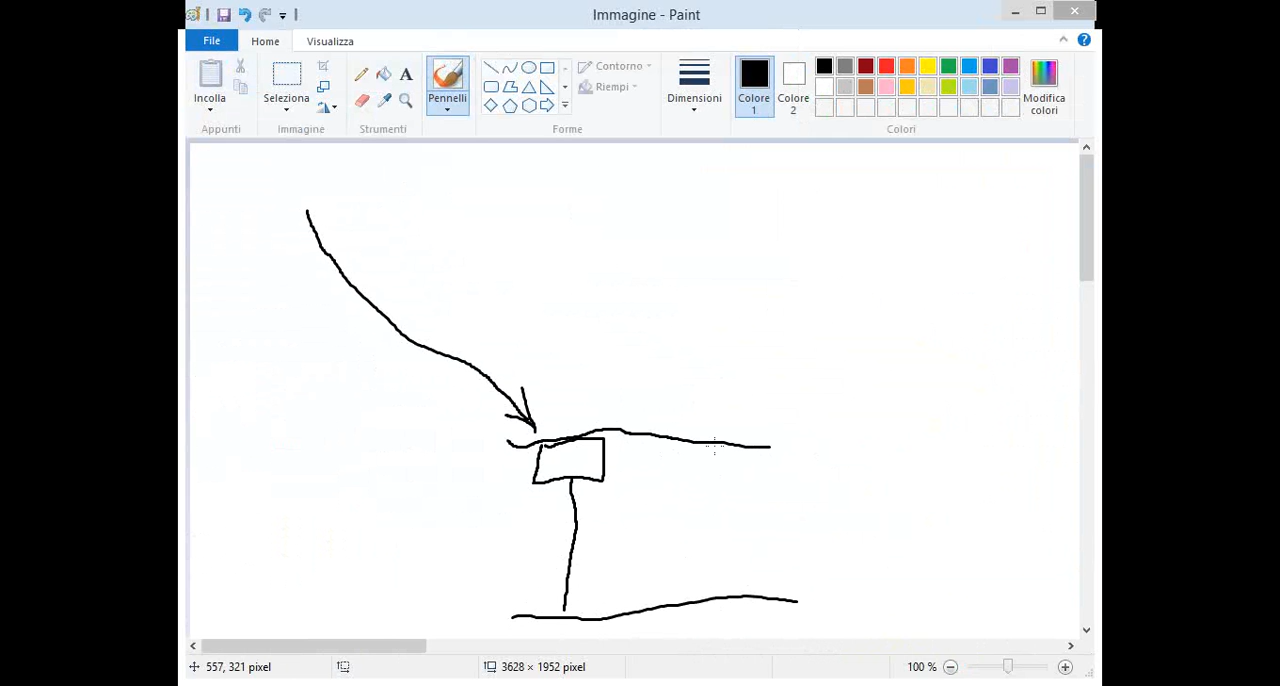 Immagine - Paint
File Home Visualizza
Incolla
Seleziona
Pennelli
Contorno
Riempi
Dimensioni
Colore 1
Colore 2
Modifica colori
Appunti Immagine Strumenti Forme Colori
557, 321 pixel 3628 × 1952 pixel 100 %